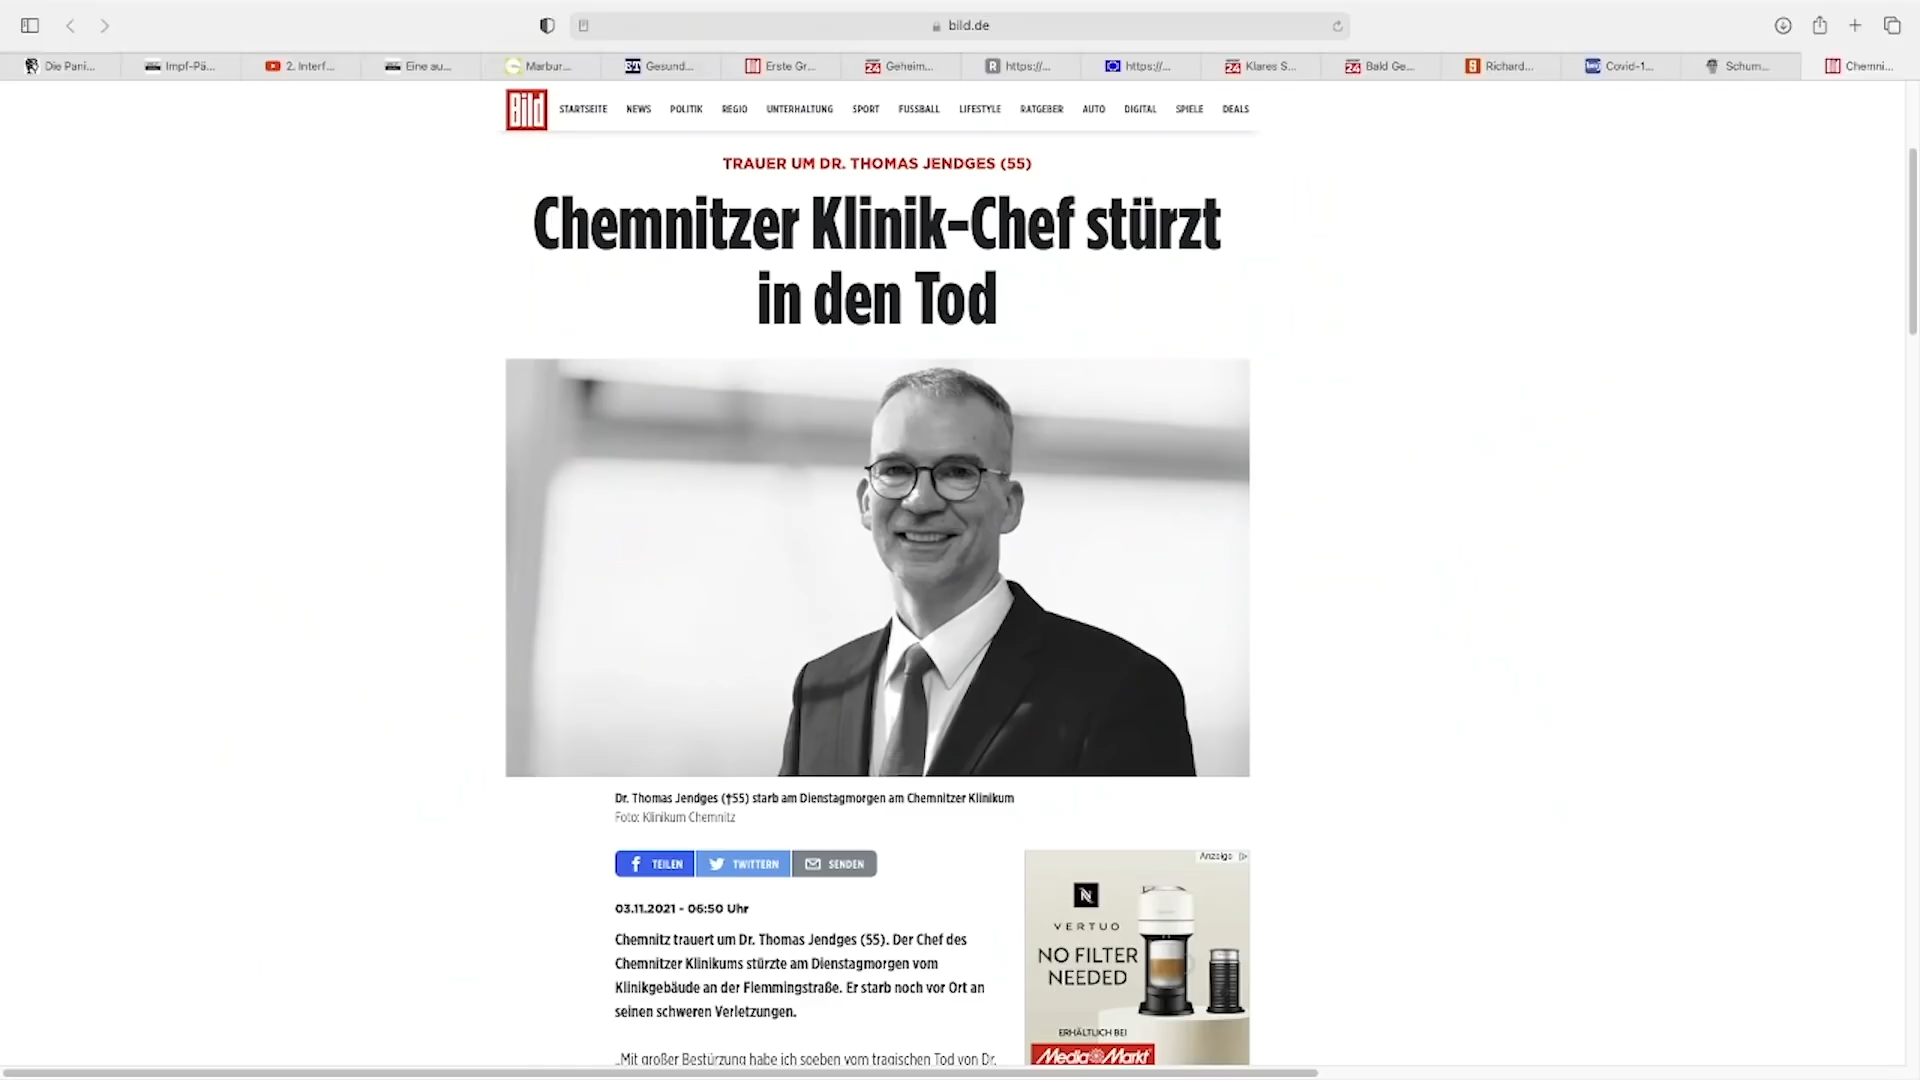 bild.de
Die Pani...
Impf-Pä...
2. Interf...
Eine au...
Marbur...
Gesund...
Erste Gr...
Geheim...
https://...
https://...
Klares S...
Bald Ge...
Richard...
Covid-1...
Schum...
Chemni...
Bild STARTSEITE NEWS POLITIK REGIO UNTERHALTUNG SPORT FUSSBALL LIFESTYLE RATGEBER AUTO DIGITAL SPIELE DEALS
TRAUER UM DR. THOMAS JENDGES (55)
Chemnitzer Klinik-Chef stürzt
in den Tod
Dr. Thomas Jendges (†55) starb am Dienstagmorgen am Chemnitzer Klinikum
Foto: Klinikum Chemnitz
TEILEN TWITTERN SENDEN
03.11.2021 - 06:50 Uhr
Chemnitz trauert um Dr. Thomas Jendges (55). Der Chef des
Chemnitzer Klinikums stürzte am Dienstagmorgen vom
Klinikgebäude an der Flemmingstraße. Er starb noch vor Ort an
seinen schweren Verletzungen.
„Mit großer Bestürzung habe ich soeben vom tragischen Tod von Dr.
Anzeige
VERTUO
NO FILTER
NEEDED
ERHÄLTLICH BEI
Media Markt